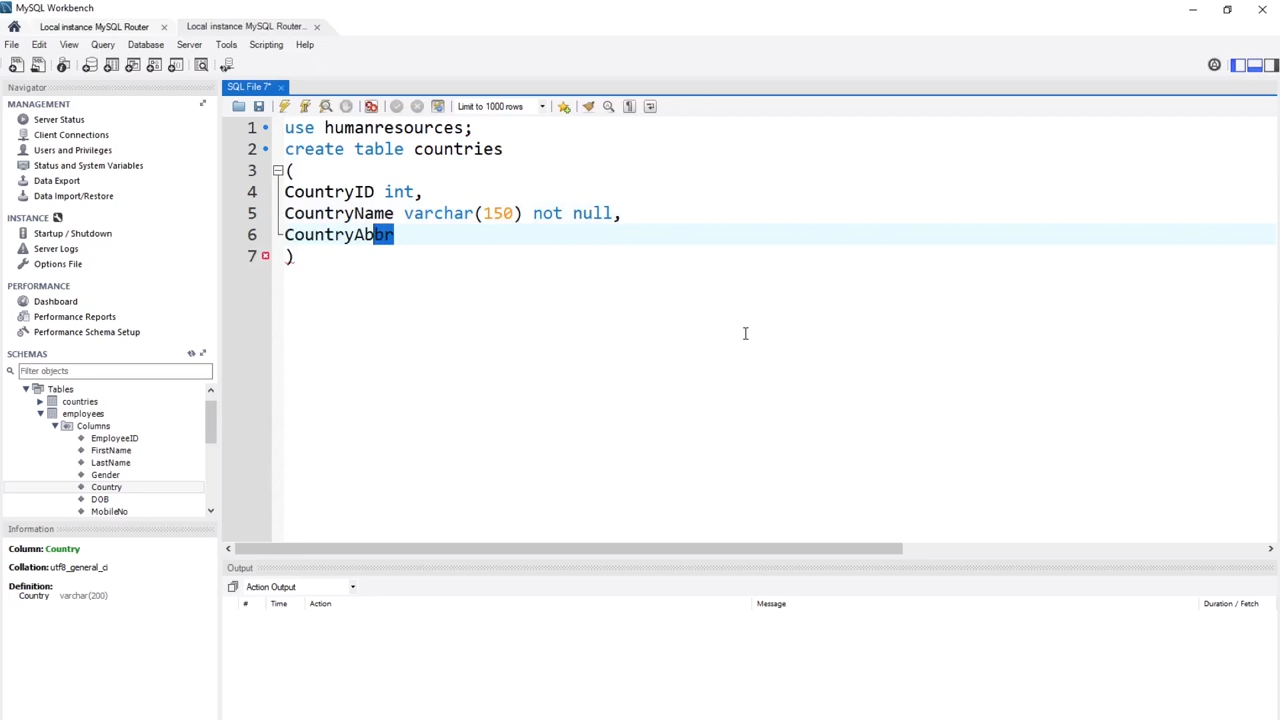 MySQL Workbench
Local instance MySQL Router
Local instance MySQL Router...
File Edit View Query Database Server Tools Scripting Help
Navigator
MANAGEMENT
Server Status
Client Connections
Users and Privileges
Status and System Variables
Data Export
Data Import/Restore
INSTANCE
Startup / Shutdown
Server Logs
Options File
PERFORMANCE
Dashboard
Performance Reports
Performance Schema Setup
SCHEMAS
Filter objects
Tables
countries
employees
Columns
EmployeeID
FirstName
LastName
Gender
Country
DOB
MobileNo
Information
Column: Country
Collation: utf8_general_ci
Definition:
Country varchar(200)
SQL File 7*
Limit to 1000 rows
1 use humanresources;
2 create table countries
3 (
4 CountryID int,
5 CountryName varchar(150) not null,
6 CountryAbbr
7 )
Output
Action Output
# Time Action Message Duration / Fetch